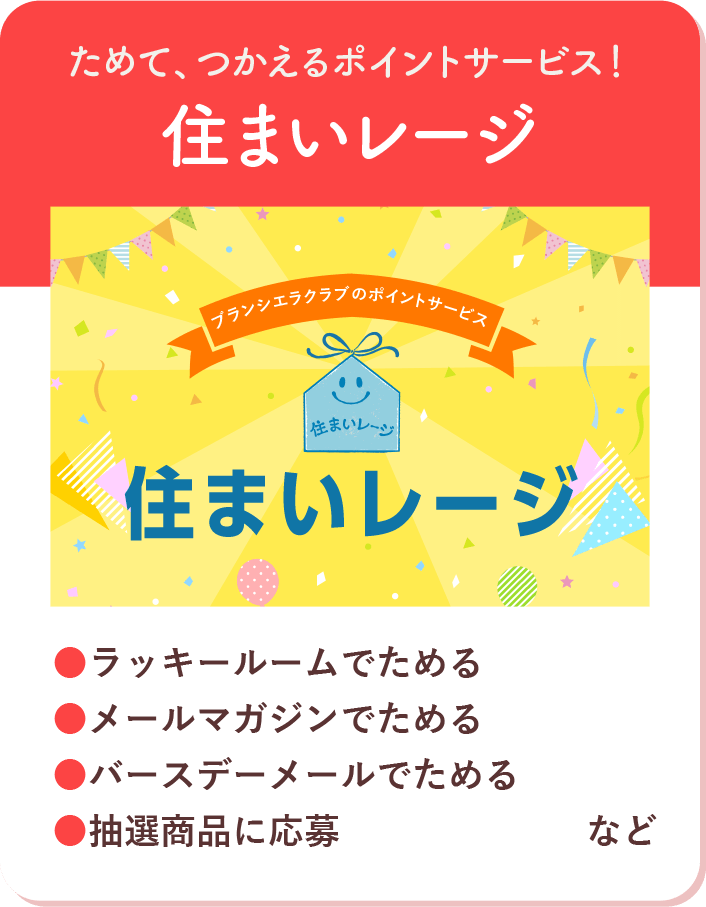 ためて、つかえるポイントサービス！
住まいレージ
ブランシエラクラブのポイントサービス
住まいレージ
住まいレージ
●ラッキールームでためる
●メールマガジンでためる
●バースデーメールでためる
●抽選商品に応募 など